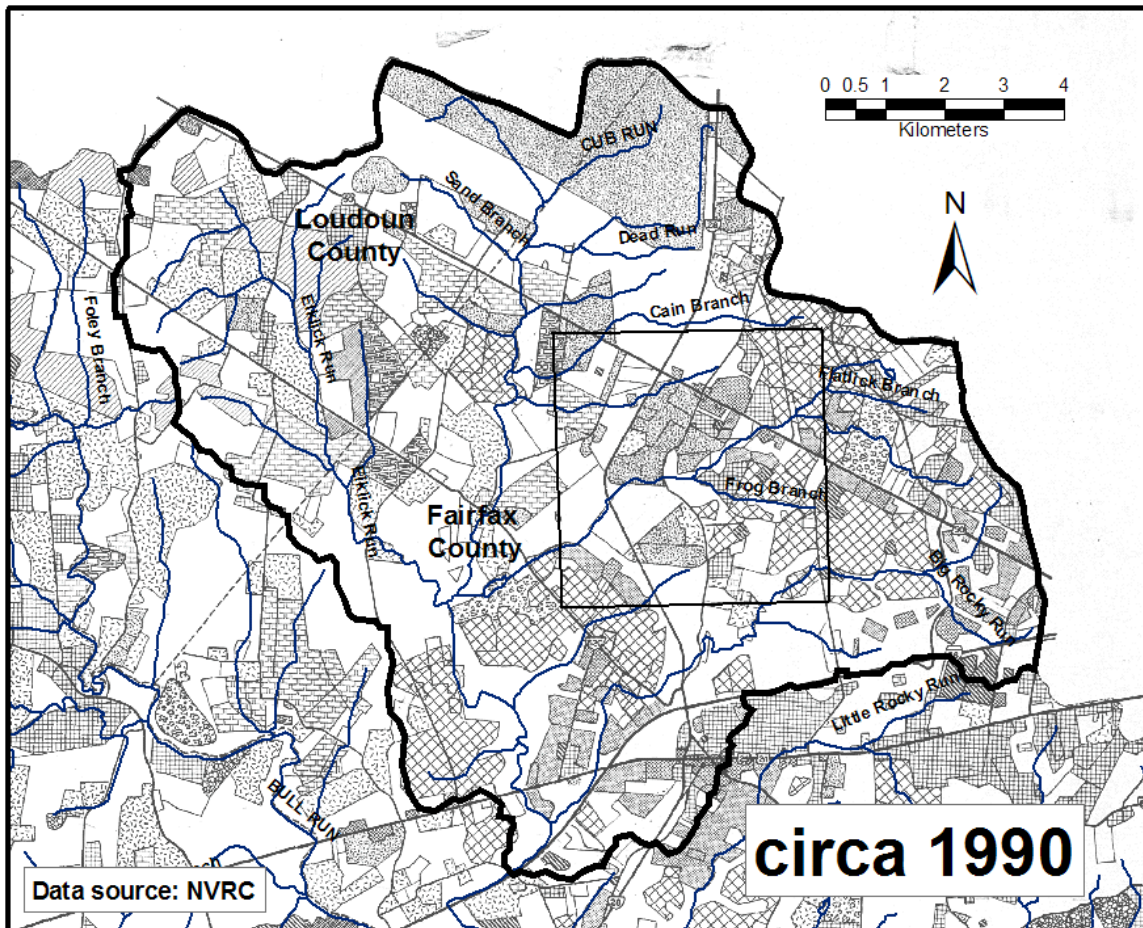 0 0.5 1 2 3 4
Kilometers
CUB RUN
N
Sand Branch
Loudoun
County
Dead Run
Foley Branch
Elklick Run
Cain Branch
Flatlick Branch
Elklick Run
Frog Branch
Fairfax
County
Big Rocky Run
Little Rocky Run
BULL RUN
circa 1990
Data source: NVRC